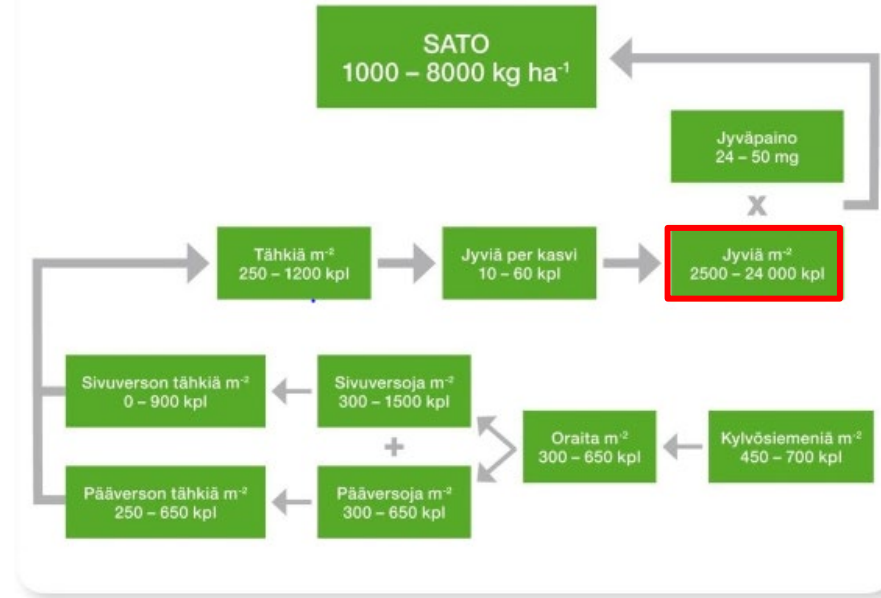 SATO
1000 – 8000 kg ha⁻¹
Jyväpaino
24 – 50 mg
x
Tähkiä m⁻²
250 – 1200 kpl
Jyviä per kasvi
10 – 60 kpl
Jyviä m⁻²
2500 – 24 000 kpl
Sivuverson tähkiä m⁻²
0 – 900 kpl
Sivuversoja m⁻²
300 – 1500 kpl
+
Oraita m⁻²
300 – 650 kpl
Kylvösiemeniä m⁻²
450 – 700 kpl
Pääverson tähkiä m⁻²
250 – 650 kpl
Pääversoja m⁻²
300 – 650 kpl